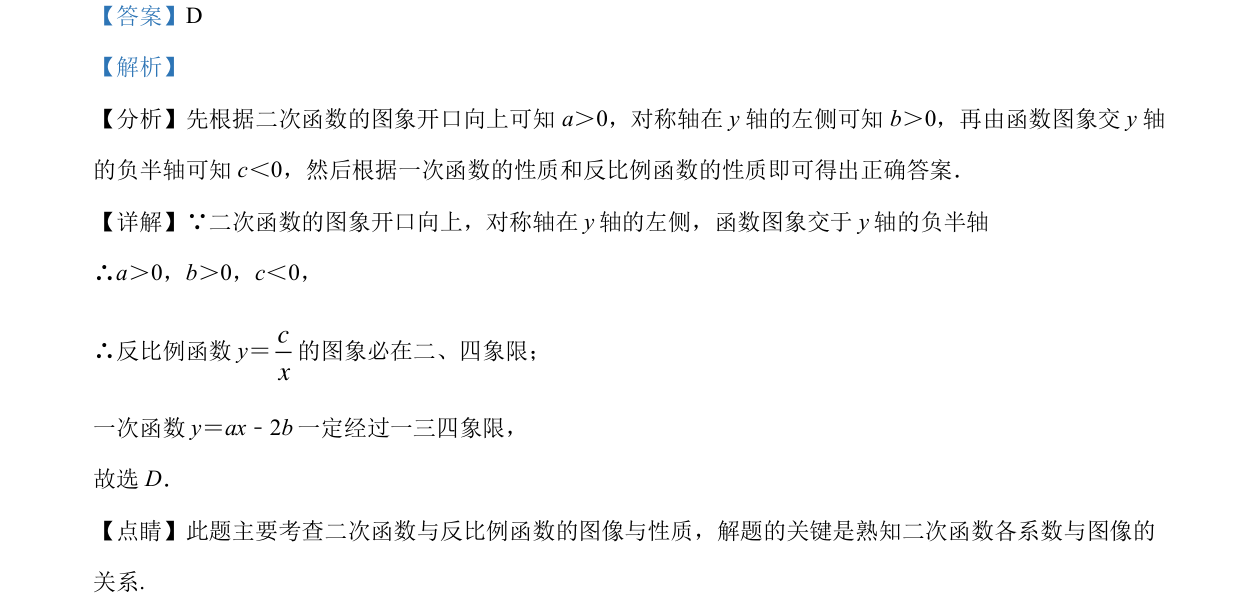 【答案】D
【解析】
【分析】先根据二次函数的图象开口向上可知 a＞0，对称轴在 y 轴的左侧可知 b＞0，再由函数图象交 y 轴
的负半轴可知 c＜0，然后根据一次函数的性质和反比例函数的性质即可得出正确答案．
【详解】∵二次函数的图象开口向上，对称轴在 y 轴的左侧，函数图象交于 y 轴的负半轴
∴a＞0，b＞0，c＜0，
∴反比例函数 y＝c/x 的图象必在二、四象限；
一次函数 y＝ax﹣2b 一定经过一三四象限，
故选 D．
【点睛】此题主要考查二次函数与反比例函数的图像与性质，解题的关键是熟知二次函数各系数与图像的
关系.